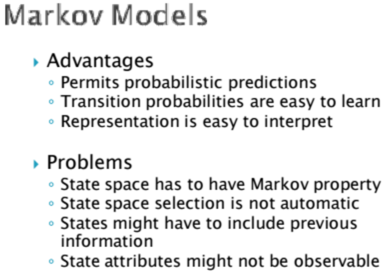 Markov Models
Advantages
Permits probabilistic predictions
Transition probabilities are easy to learn
Representation is easy to interpret
Problems
State space has to have Markov property
State space selection is not automatic
States might have to include previous
information
State attributes might not be observable